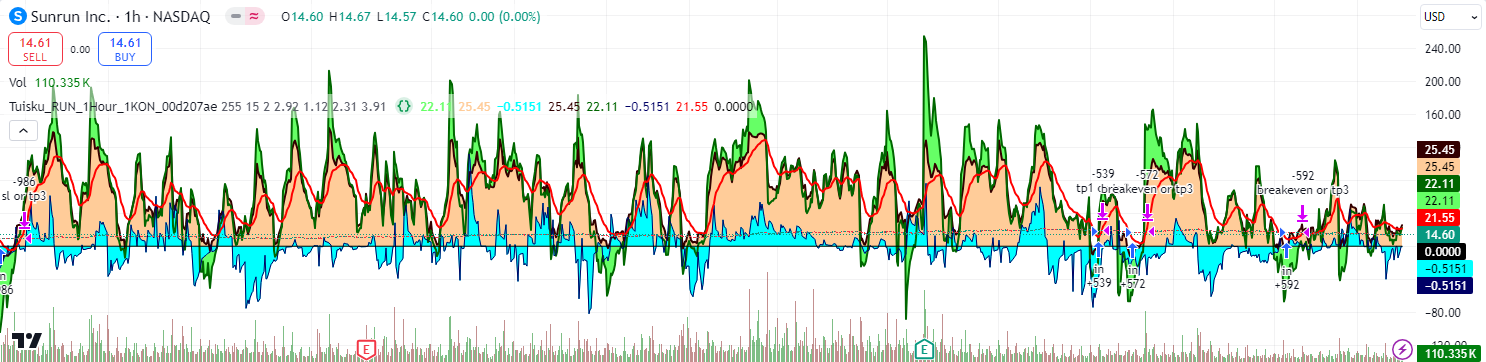 S Sunrun Inc. · 1h · NASDAQ O14.60 H14.67 L14.57 C14.60 0.00 (0.00%) USD
14.61 SELL 0.00 14.61 BUY
Vol 110.335 K
Tuisku_RUN_1Hour_1KON_00d207ae 255 15 2 2.92 1.12 2.31 3.91 {} 22.11 25.45 −0.5151 25.45 22.11 −0.5151 21.55 0.0000
240.00
200.00
160.00
25.45
25.45
22.11
22.11
21.55
14.60
0.0000
−0.5151
−0.5151
−80.00
110.335 K
-986
sl or tp3
in
-539
tp1
-572
breakeven or tp3
-592
breakeven or tp3
in
+539
in
+572
in
+592
E
E